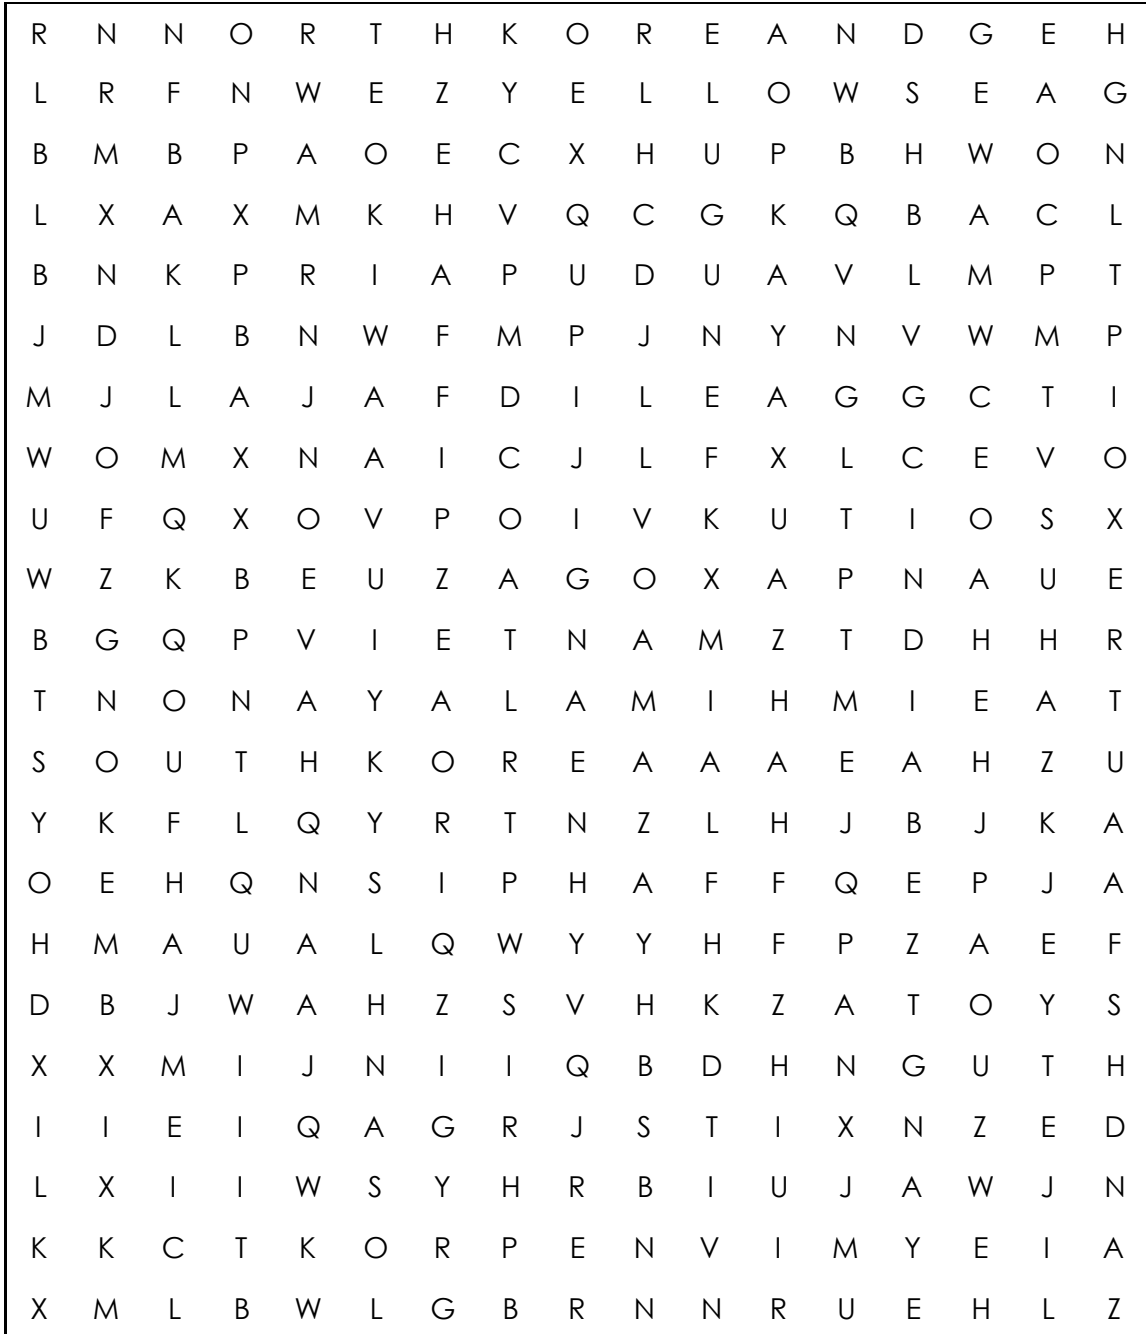 R N N O R T H K O R E A N D G E H
L R F N W E Z Y E L L O W S E A G
B M B P A O E C X H U P B H W O N
L X A X M K H V Q C G K Q B A C L
B N K P R I A P U D U A V L M P T
J D L B N W F M P J N Y N V W M P
M J L A J A F D I L E A G G C T I
W O M X N A I C J L F X L C E V O
U F Q X O V P O I V K U T I O S X
W Z K B E U Z A G O X A P N A U E
B G Q P V I E T N A M Z T D H H R
T N O N A Y A L A M I H M I E A T
S O U T H K O R E A A A E A H Z U
Y K F L Q Y R T N Z L H J B J K A
O E H Q N S I P H A F F Q E P J A
H M A U A L Q W Y Y H F P Z A E F
D B J W A H Z S V H K Z A T O Y S
X X M I J N I I Q B D H N G U T H
I I E I Q A G R J S T I X N Z E D
L X I I W S Y H R B I U J A W J N
K K C T K O R P E N V I M Y E I A
X M L B W L G B R N N R U E H L Z